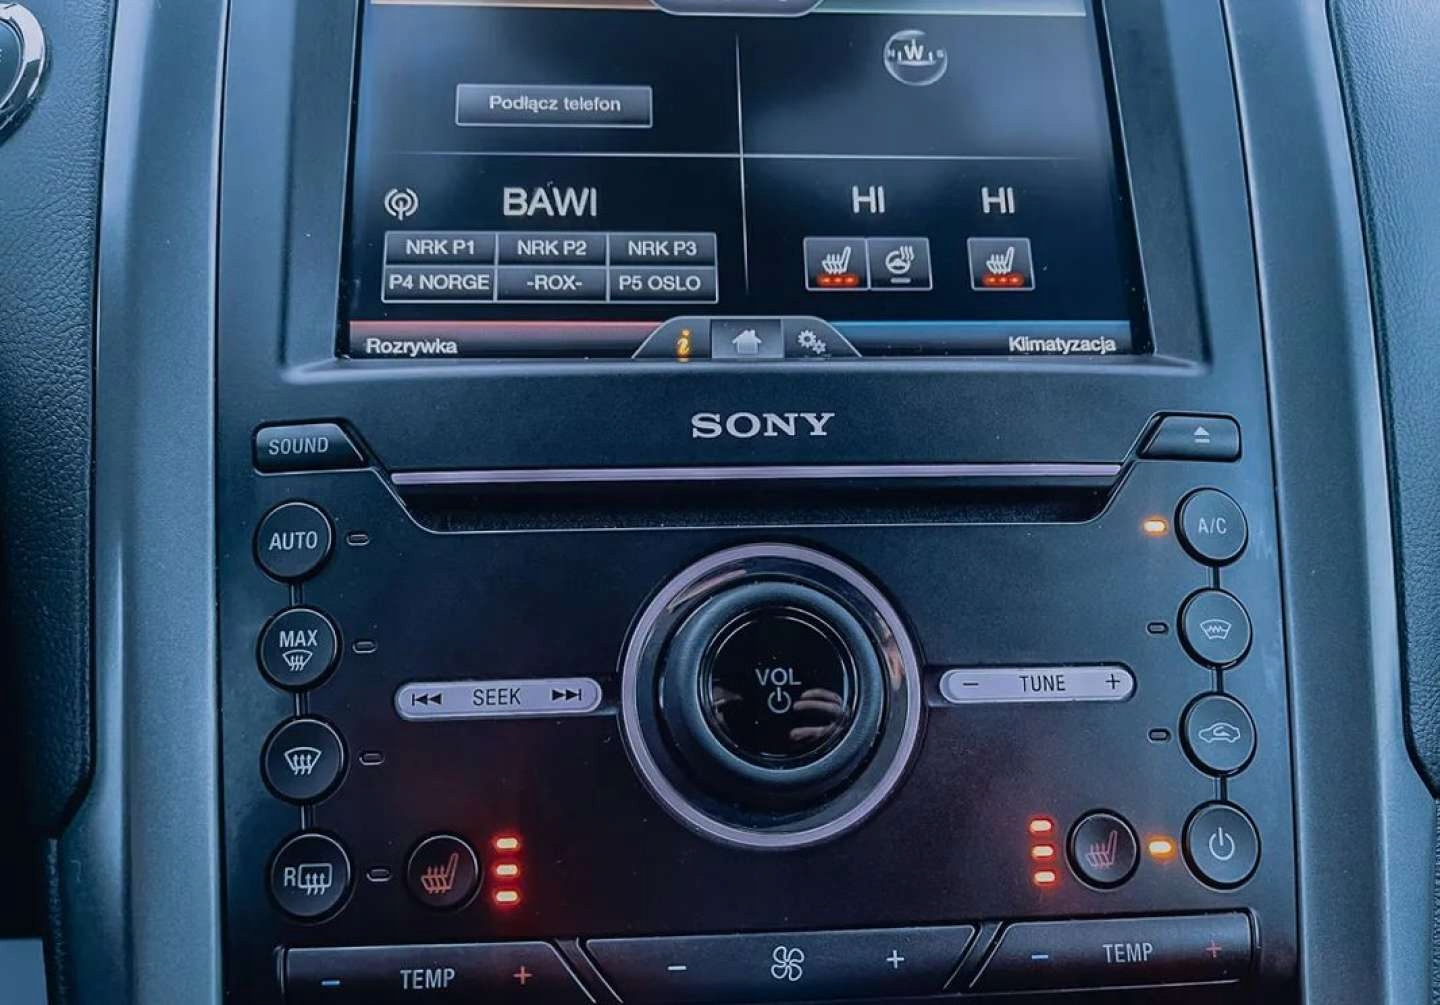 N W S
Podłącz telefon
BAWI
HI HI
NRK P1 NRK P2 NRK P3
P4 NORGE -ROX- P5 OSLO
Rozrywka
i
Klimatyzacja
SONY
SOUND
AUTO
A/C
MAX
SEEK
VOL
− TUNE +
R
− TEMP +
− +
− TEMP +